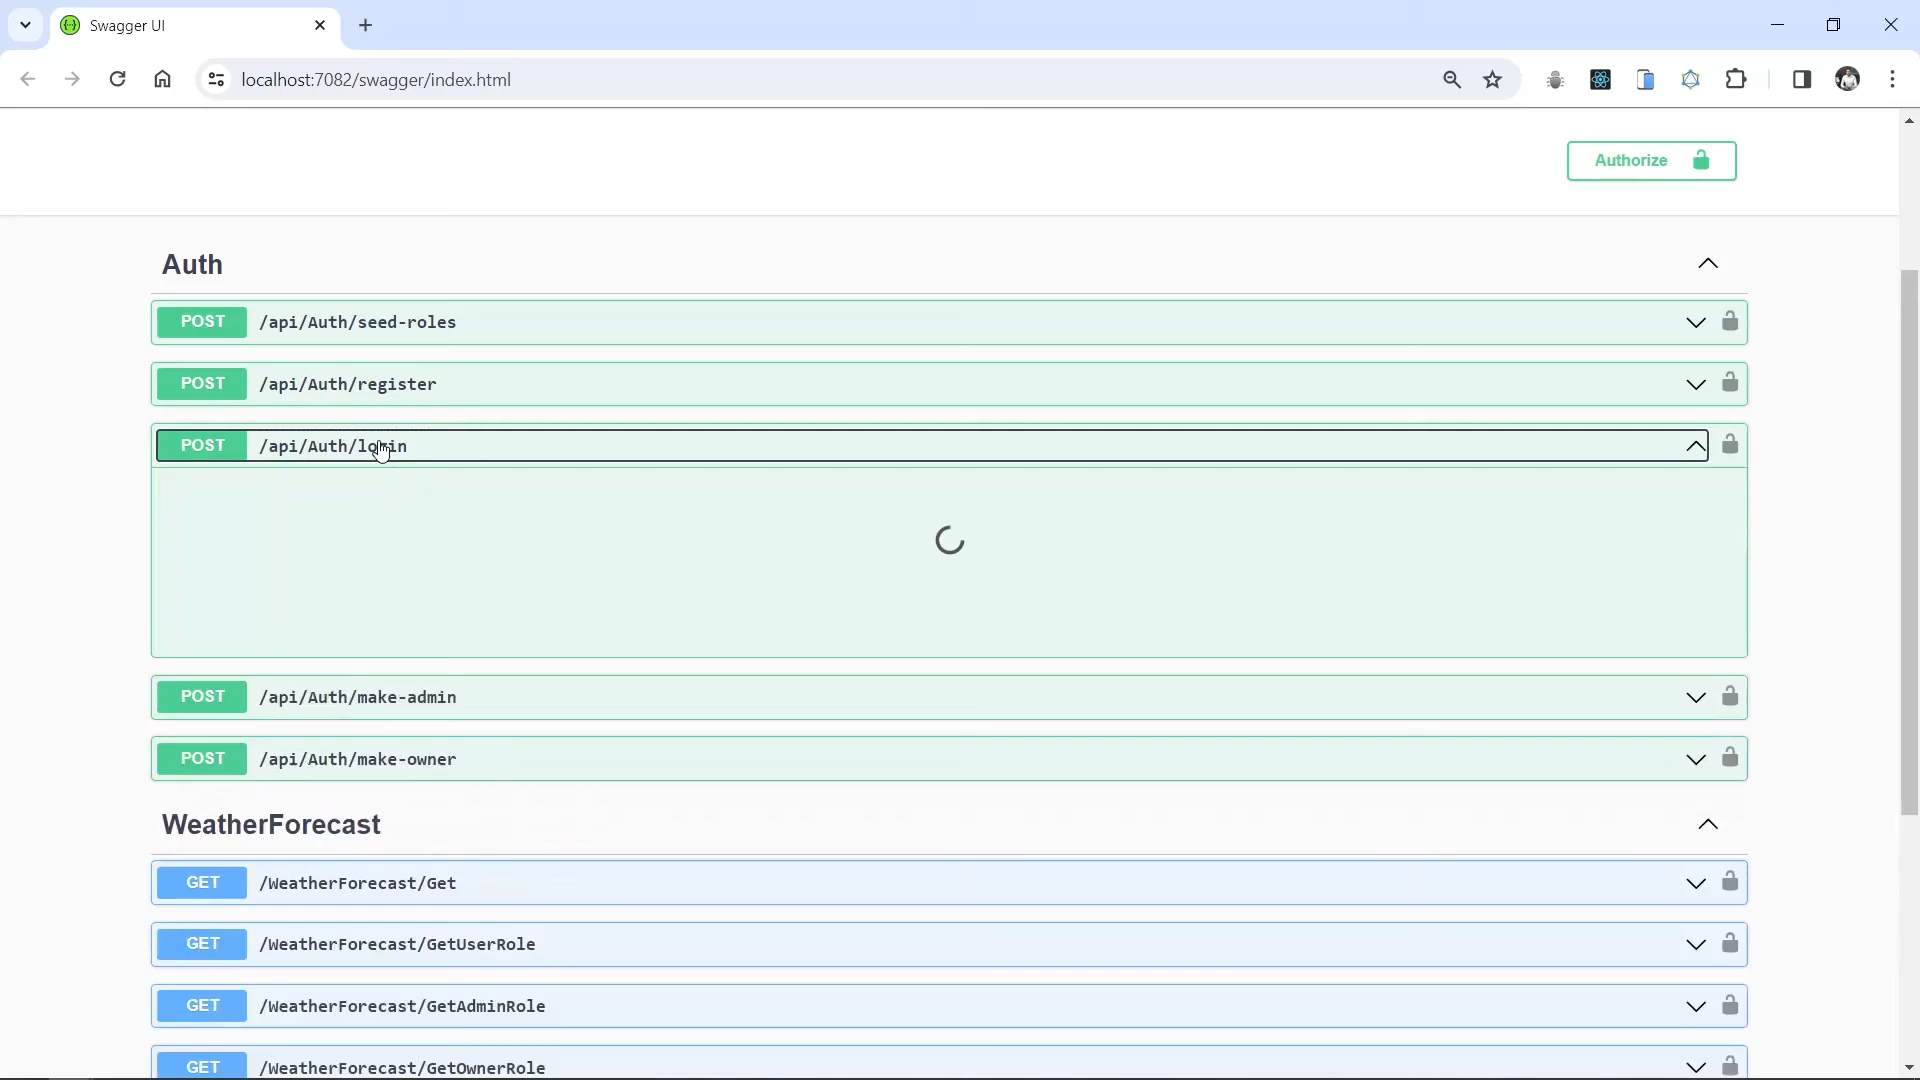 Swagger UI
localhost:7082/swagger/index.html
Authorize
Auth
POST /api/Auth/seed-roles
POST /api/Auth/register
POST /api/Auth/login
POST /api/Auth/make-admin
POST /api/Auth/make-owner
WeatherForecast
GET /WeatherForecast/Get
GET /WeatherForecast/GetUserRole
GET /WeatherForecast/GetAdminRole
GET /WeatherForecast/GetOwnerRole